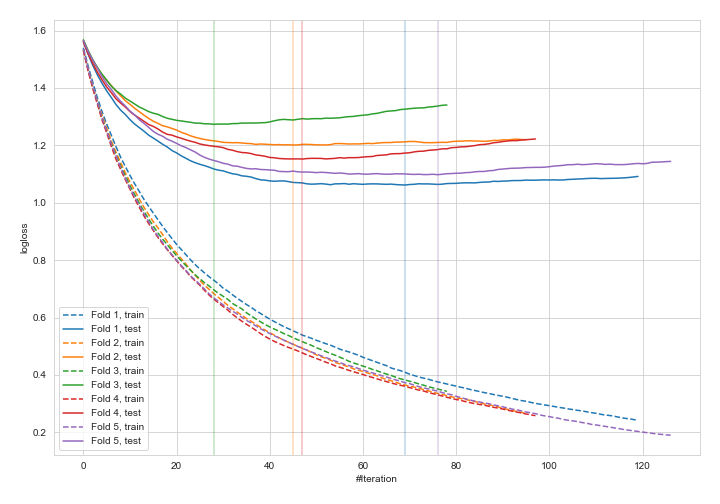 1.6
1.4
1.2
1.0
0.8
0.6
0.4
0.2
logloss
Fold 1, train
Fold 1, test
Fold 2, train
Fold 2, test
Fold 3, train
Fold 3, test
Fold 4, train
Fold 4, test
Fold 5, train
Fold 5, test
0 20 40 60 80 100 120
#Iteration